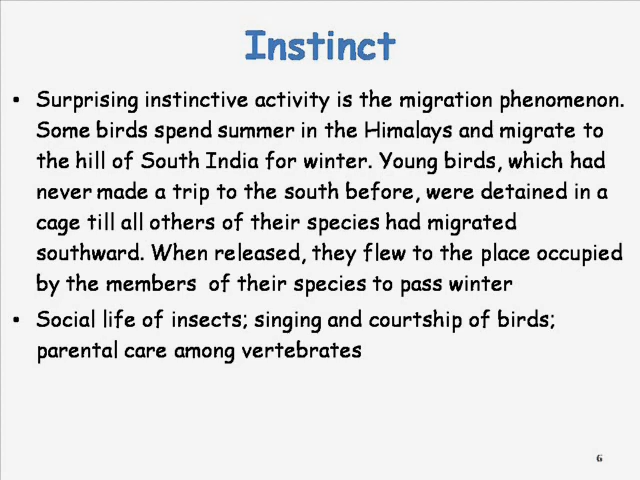 Instinct
• Surprising instinctive activity is the migration phenomenon.
Some birds spend summer in the Himalays and migrate to
the hill of South India for winter. Young birds, which had
never made a trip to the south before, were detained in a
cage till all others of their species had migrated
southward. When released, they flew to the place occupied
by the members of their species to pass winter
• Social life of insects; singing and courtship of birds;
parental care among vertebrates
6